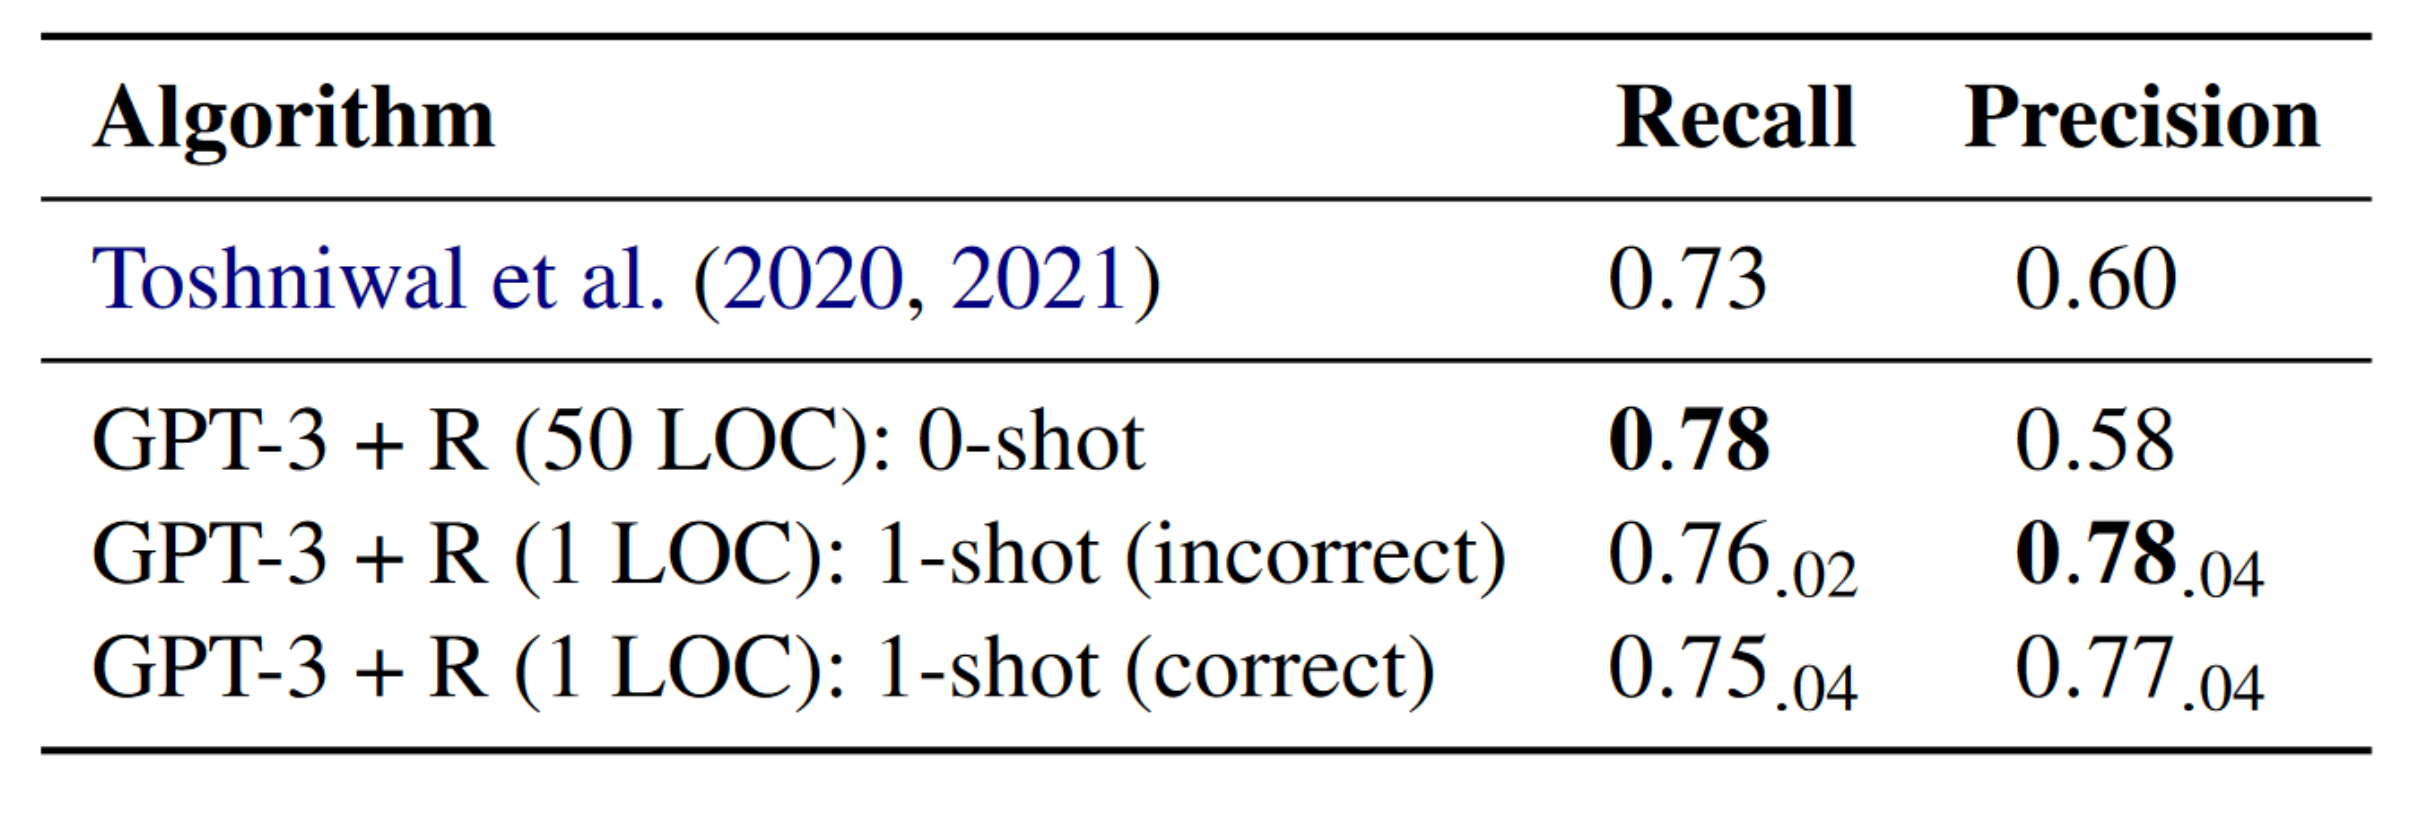 Algorithm Recall Precision
Toshniwal et al. (2020, 2021) 0.73 0.60
GPT-3 + R (50 LOC): 0-shot 0.78 0.58
GPT-3 + R (1 LOC): 1-shot (incorrect) 0.76.02 0.78.04
GPT-3 + R (1 LOC): 1-shot (correct) 0.75.04 0.77.04